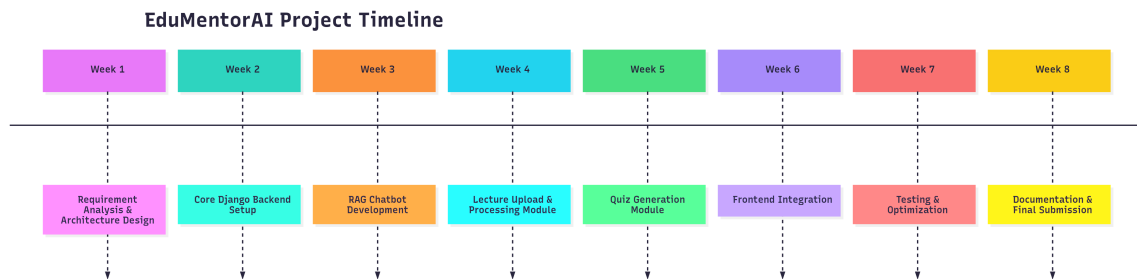 EduMentorAI Project Timeline
Week 1
Week 2
Week 3
Week 4
Week 5
Week 6
Week 7
Week 8
Requirement
Analysis &
Architecture Design
Core Django Backend
Setup
RAG Chatbot
Development
Lecture Upload &
Processing Module
Quiz Generation
Module
Frontend Integration
Testing &
Optimization
Documentation &
Final Submission